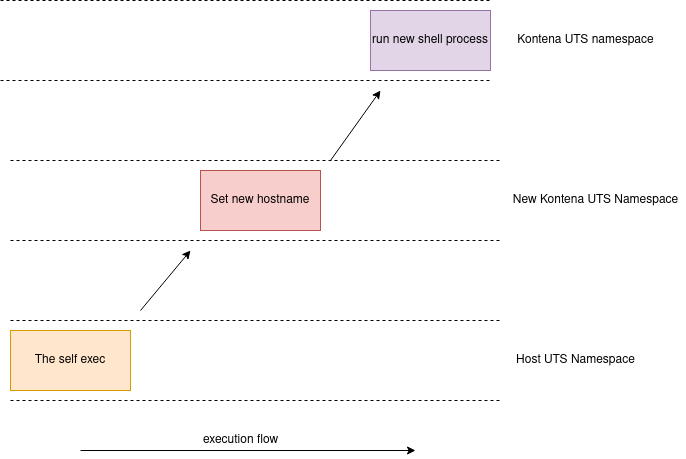 run new shell process
Kontena UTS namespace
Set new hostname
New Kontena UTS Namespace
The self exec
Host UTS Namespace
execution flow